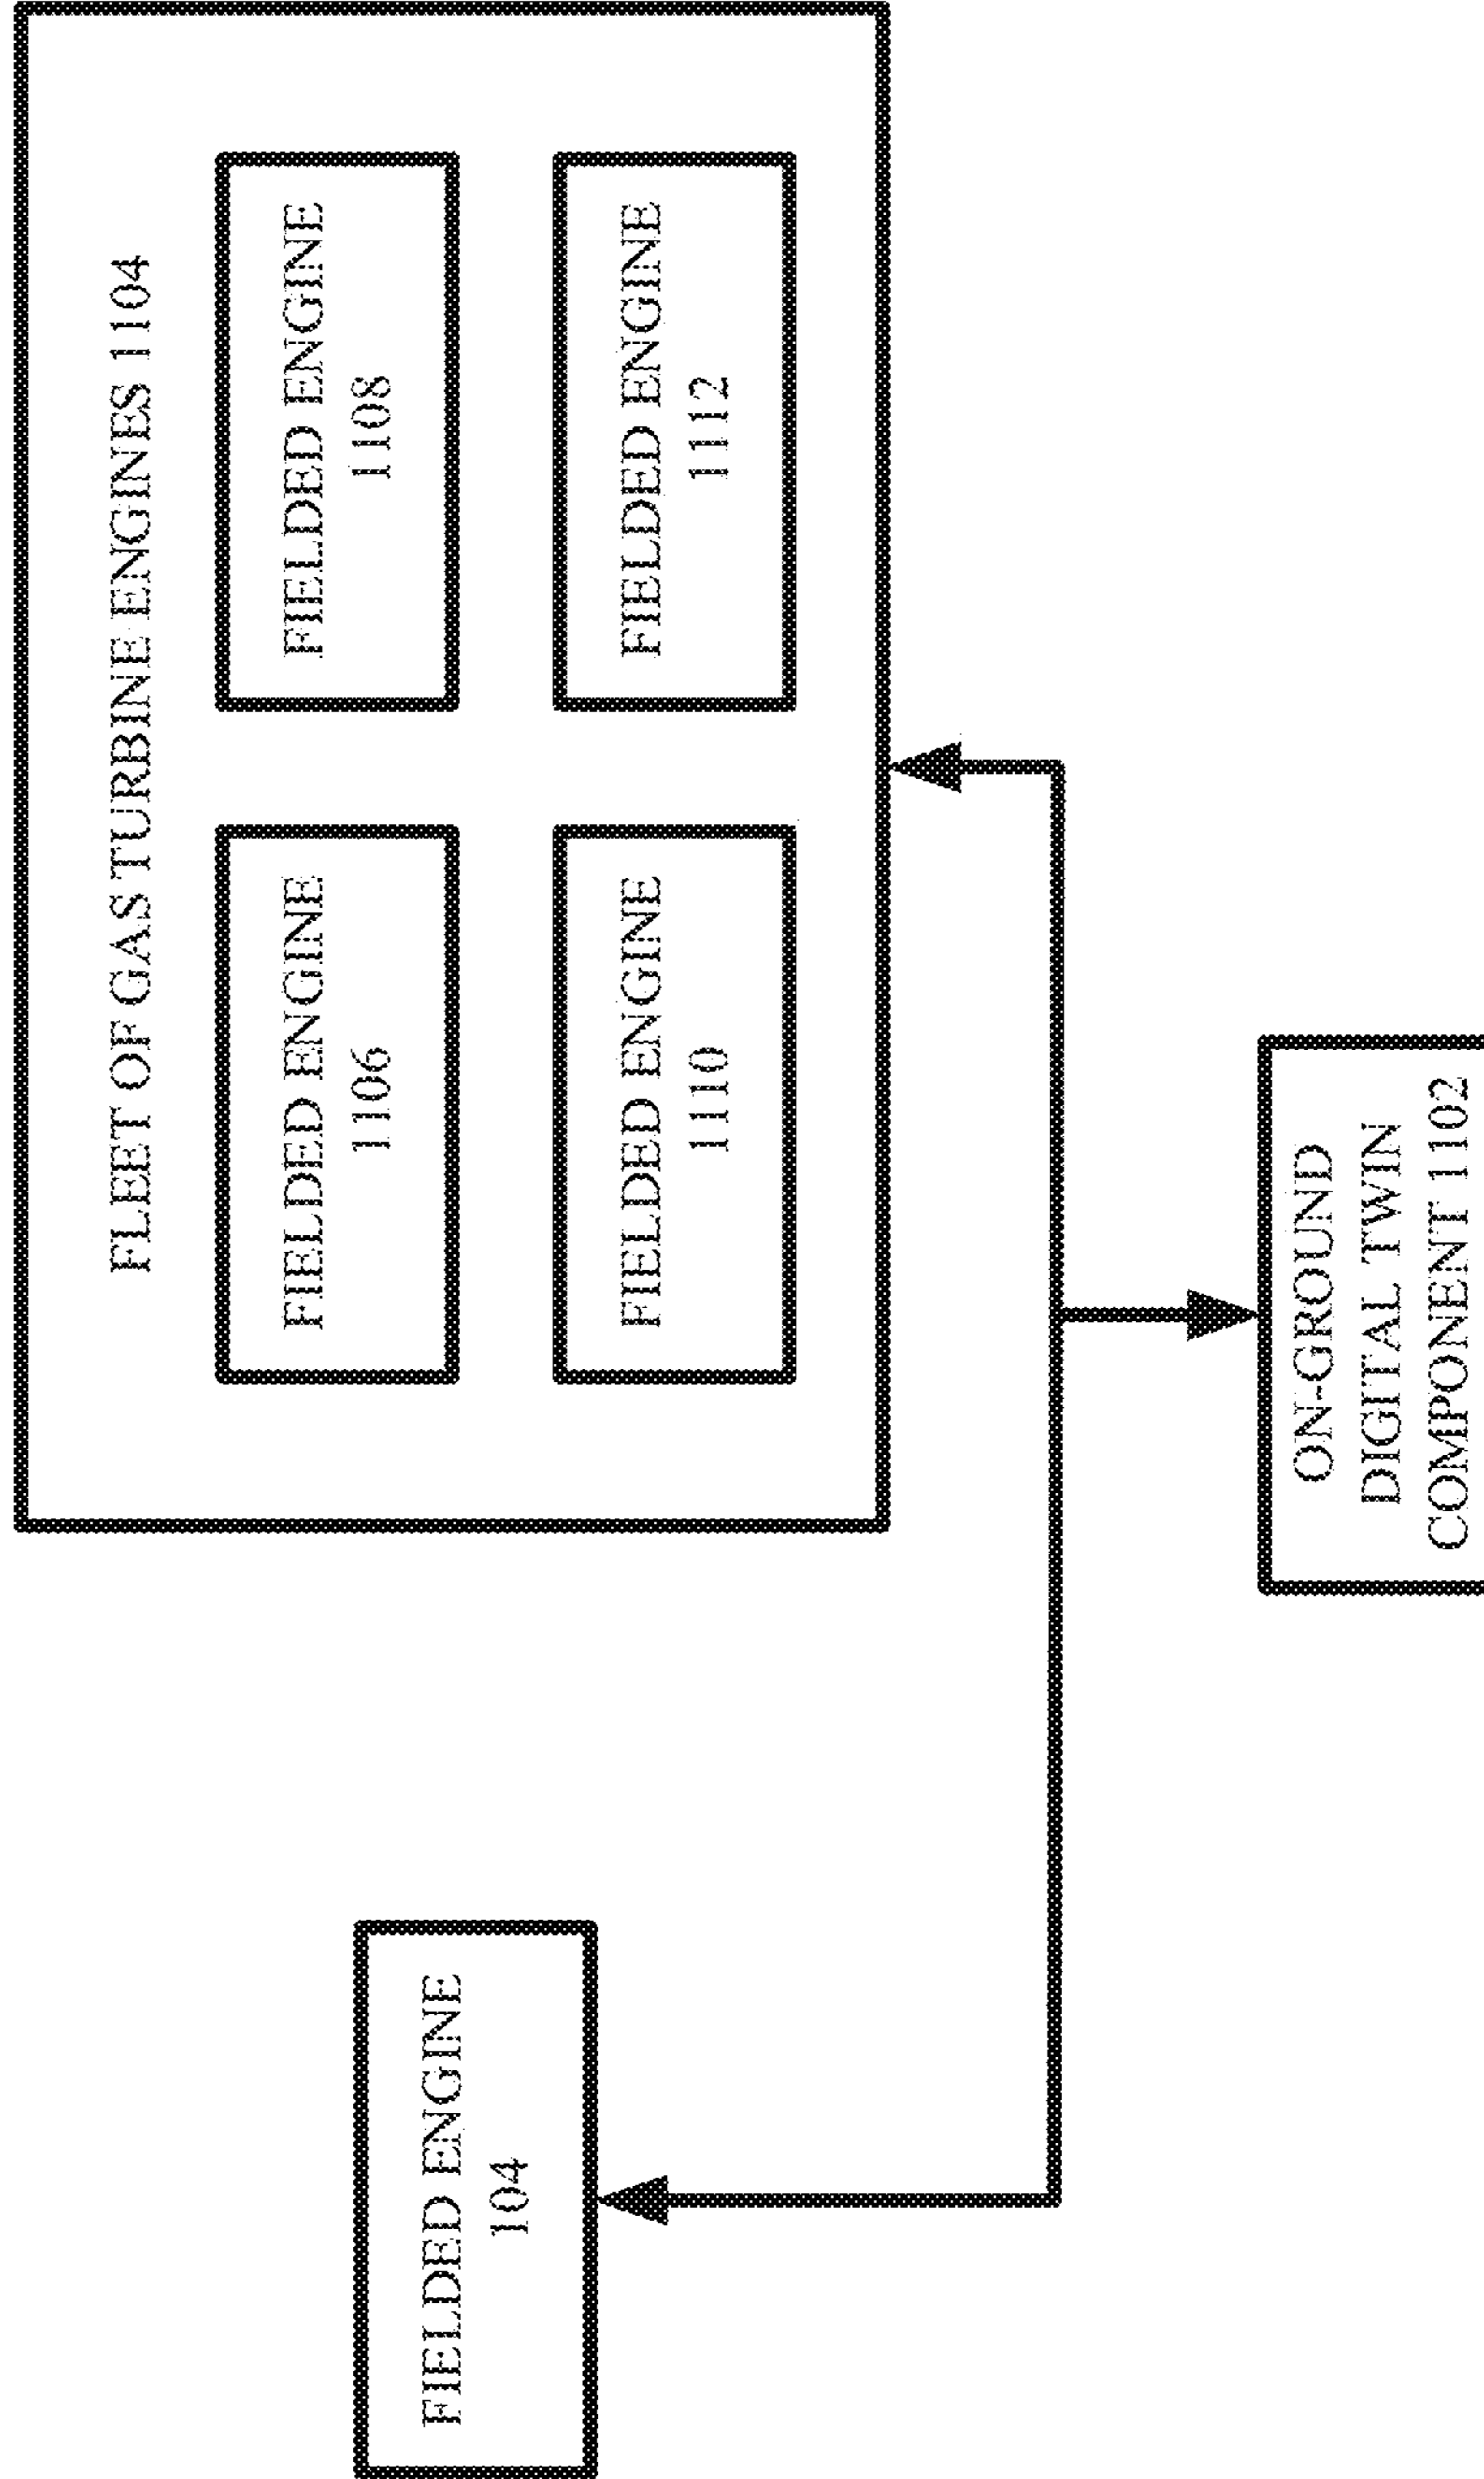 FLEET OF GAS TURBINE ENGINES 1104
FIELDED ENGINE
1106
FIELDED ENGINE
1108
FIELDED ENGINE
1110
FIELDED ENGINE
1112
FIELDED ENGINE
104
ON-GROUND
DIGITAL TWIN
COMPONENT 1102